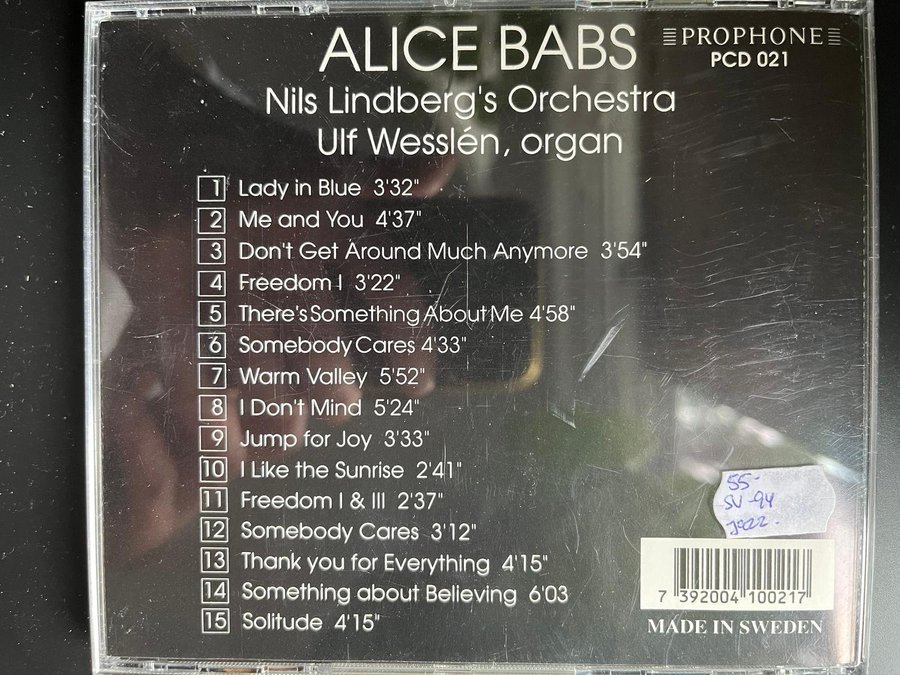 ALICE BABS
PROPHONE
PCD 021
Nils Lindberg's Orchestra
Ulf Wesslén, organ
1 Lady in Blue 3'32"
2 Me and You 4'37"
3 Don't Get Around Much Anymore 3'54"
4 Freedom I 3'22"
5 There's Something About Me 4'58"
6 Somebody Cares 4'33"
7 Warm Valley 5'52"
8 I Don't Mind 5'24"
9 Jump for Joy 3'33"
10 I Like the Sunrise 2'41"
11 Freedom I & III 2'37"
12 Somebody Cares 3'12"
13 Thank you for Everything 4'15"
14 Something about Believing 6'03
15 Solitude 4'15"
55-
SV-94
7 392004 100217
MADE IN SWEDEN